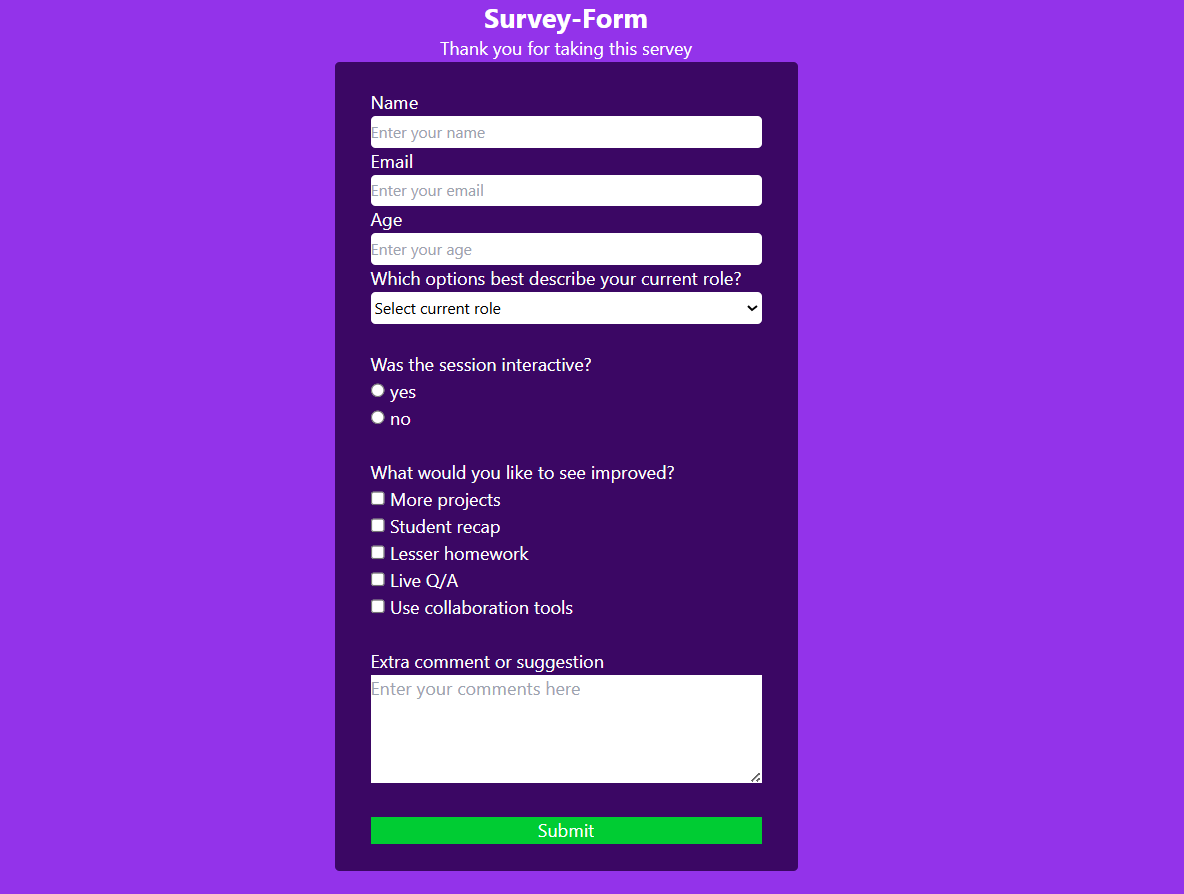 Survey-Form
Thank you for taking this servey
Name
Enter your name
Email
Enter your email
Age
Enter your age
Which options best describe your current role?
Select current role
Was the session interactive?
yes
no
What would you like to see improved?
More projects
Student recap
Lesser homework
Live Q/A
Use collaboration tools
Extra comment or suggestion
Enter your comments here
Submit